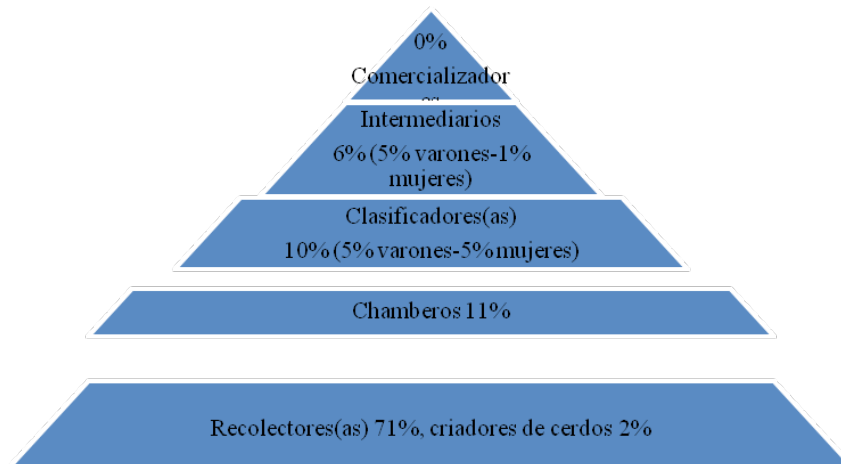 0%
Comercializador
es
Intermediarios
6% (5% varones-1%
mujeres)
Clasificadores(as)
10% (5% varones-5% mujeres)
Chamberos 11%
Recolectores(as) 71%, criadores de cerdos 2%